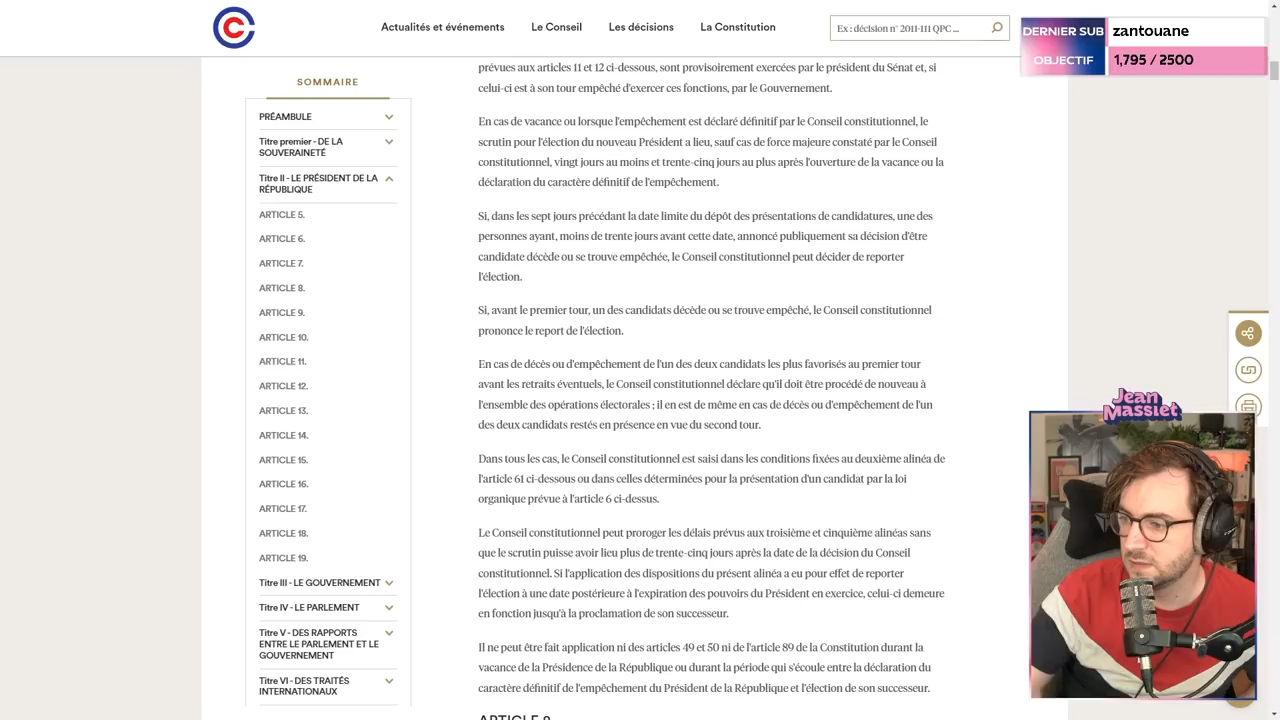 Actualités et événements
Le Conseil
Les décisions
La Constitution
Ex : décision n° 2011-111 QPC ...
DERNIER SUB
zantouane
OBJECTIF
1,795 / 2500
SOMMAIRE
PRÉAMBULE
Titre premier - DE LA
SOUVERAINETÉ
Titre II - LE PRÉSIDENT DE LA
RÉPUBLIQUE
ARTICLE 5.
ARTICLE 6.
ARTICLE 7.
ARTICLE 8.
ARTICLE 9.
ARTICLE 10.
ARTICLE 11.
ARTICLE 12.
ARTICLE 13.
ARTICLE 14.
ARTICLE 15.
ARTICLE 16.
ARTICLE 17.
ARTICLE 18.
ARTICLE 19.
Titre III - LE GOUVERNEMENT
Titre IV - LE PARLEMENT
Titre V - DES RAPPORTS
ENTRE LE PARLEMENT ET LE
GOUVERNEMENT
Titre VI - DES TRAITÉS
INTERNATIONAUX
prévues aux articles 11 et 12 ci-dessous, sont provisoirement exercées par le président du Sénat et, si
celui-ci est à son tour empêché d'exercer ces fonctions, par le Gouvernement.
En cas de vacance ou lorsque l'empêchement est déclaré définitif par le Conseil constitutionnel, le
scrutin pour l'élection du nouveau Président a lieu, sauf cas de force majeure constaté par le Conseil
constitutionnel, vingt jours au moins et trente-cinq jours au plus après l'ouverture de la vacance ou la
déclaration du caractère définitif de l'empêchement.
Si, dans les sept jours précédant la date limite du dépôt des présentations de candidatures, une des
personnes ayant, moins de trente jours avant cette date, annoncé publiquement sa décision d'être
candidate décède ou se trouve empêchée, le Conseil constitutionnel peut décider de reporter
l'élection.
Si, avant le premier tour, un des candidats décède ou se trouve empêché, le Conseil constitutionnel
prononce le report de l'élection.
En cas de décès ou d'empêchement de l'un des deux candidats les plus favorisés au premier tour
avant les retraits éventuels, le Conseil constitutionnel déclare qu'il doit être procédé de nouveau à
l'ensemble des opérations électorales ; il en est de même en cas de décès ou d'empêchement de l'un
des deux candidats restés en présence en vue du second tour.
Dans tous les cas, le Conseil constitutionnel est saisi dans les conditions fixées au deuxième alinéa de
l'article 61 ci-dessous ou dans celles déterminées pour la présentation d'un candidat par la loi
organique prévue à l'article 6 ci-dessus.
Le Conseil constitutionnel peut proroger les délais prévus aux troisième et cinquième alinéas sans
que le scrutin puisse avoir lieu plus de trente-cinq jours après la date de la décision du Conseil
constitutionnel. Si l'application des dispositions du présent alinéa a eu pour effet de reporter
l'élection à une date postérieure à l'expiration des pouvoirs du Président en exercice, celui-ci demeure
en fonction jusqu'à la proclamation de son successeur.
Il ne peut être fait application ni des articles 49 et 50 ni de l'article 89 de la Constitution durant la
vacance de la Présidence de la République ou durant la période qui s'écoule entre la déclaration du
caractère définitif de l'empêchement du Président de la République et l'élection de son successeur.
ARTICLE 8
Jean
Massiet